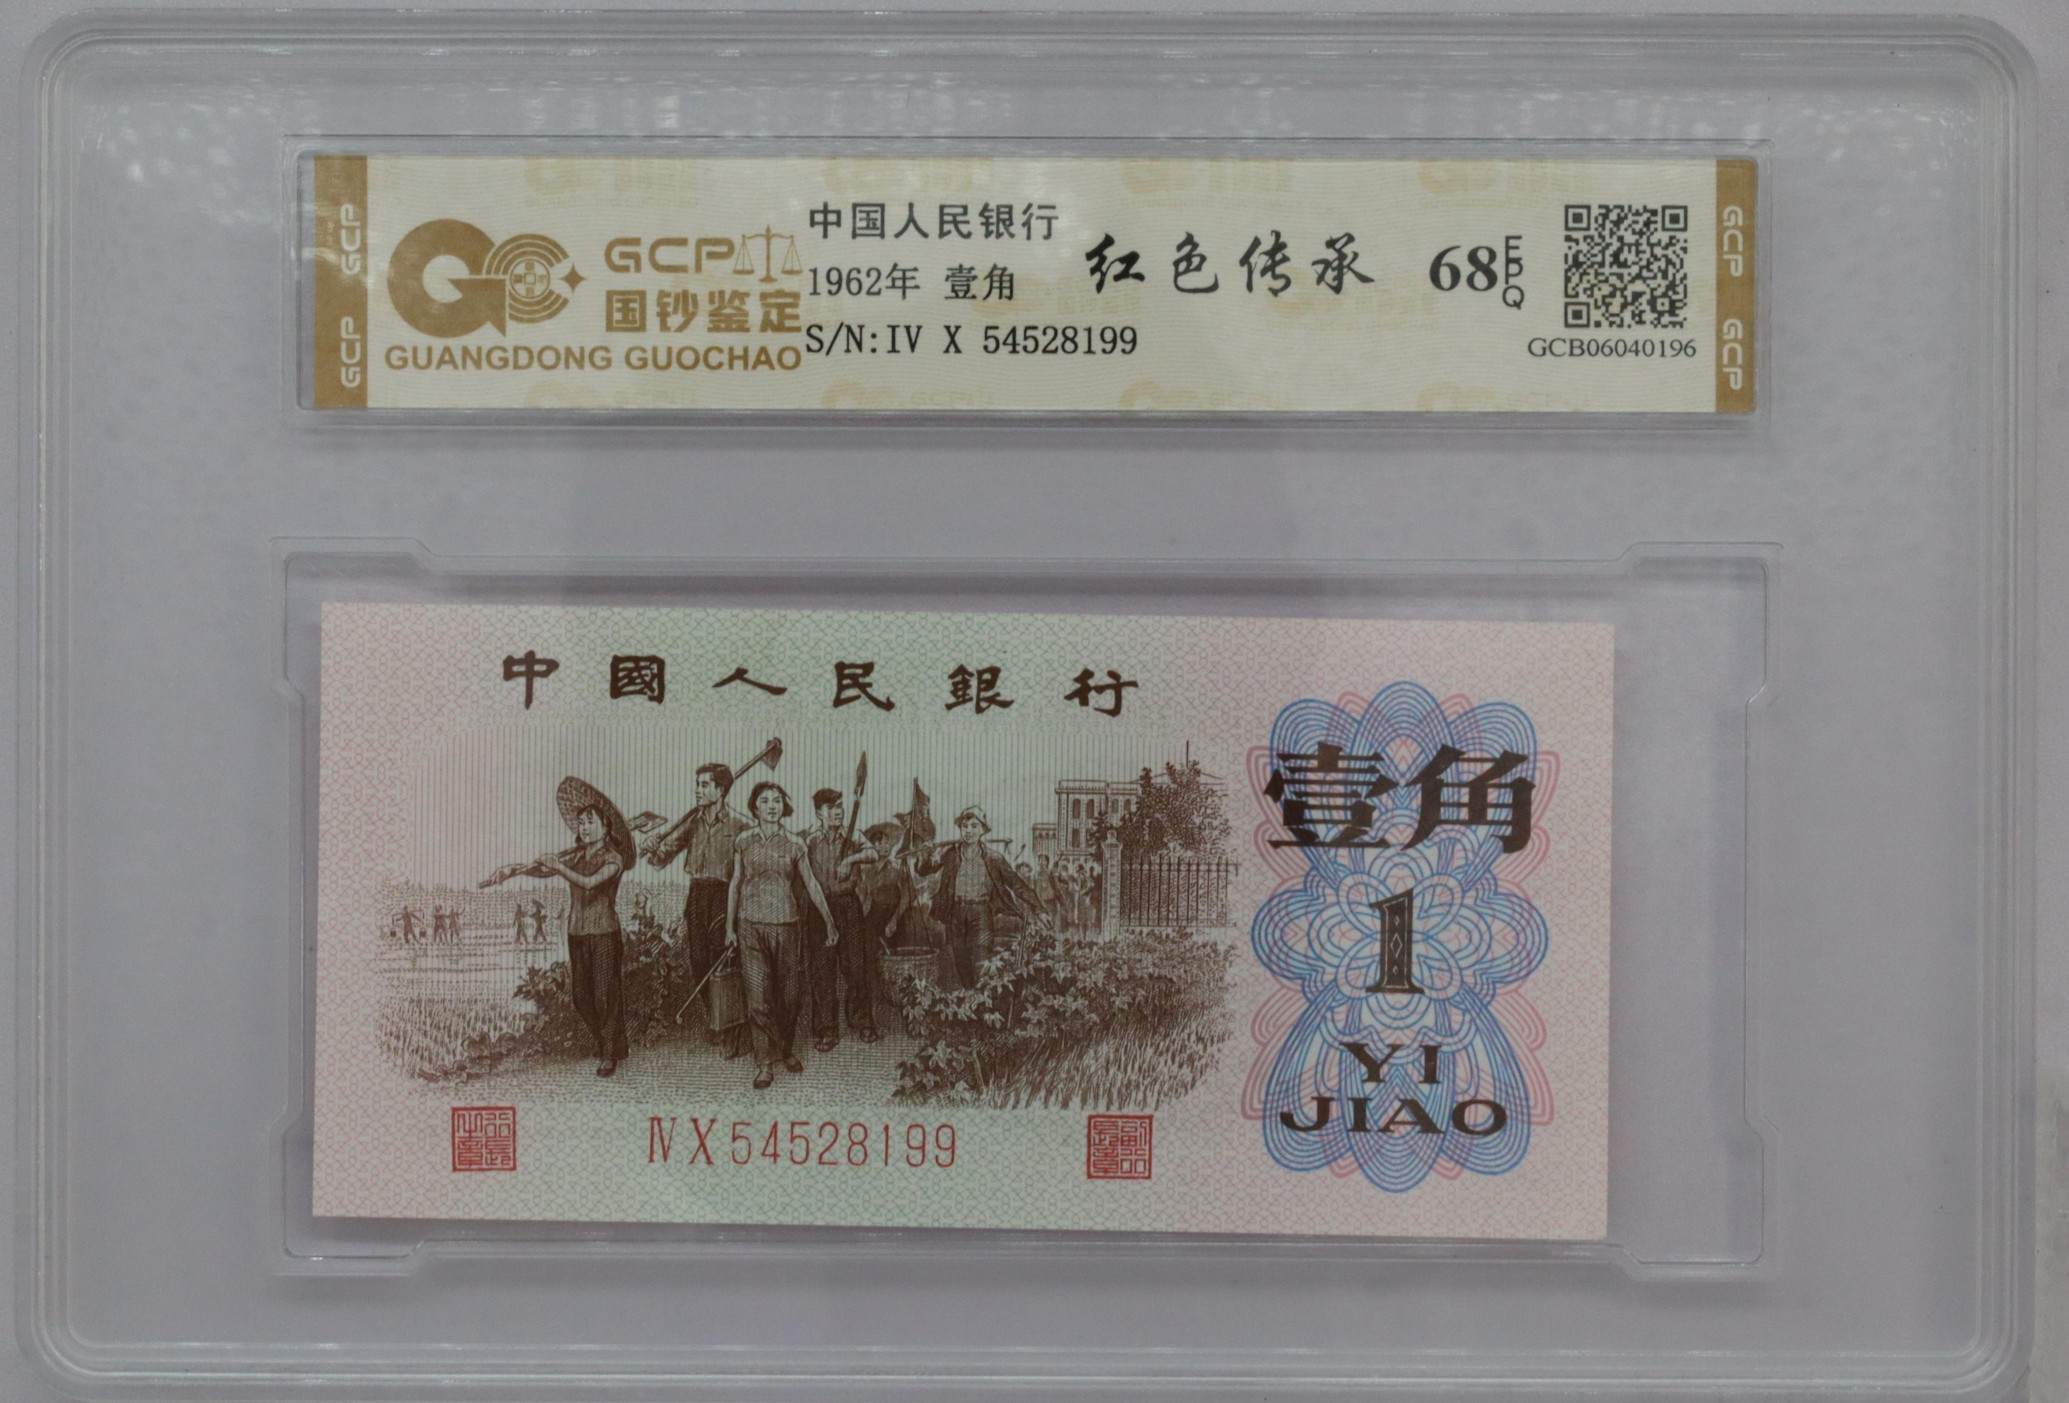 GCP GCP
GCP
国钞鉴定
GUANGDONG GUOCHAO
中国人民银行
1962年 壹角
S/N:IV X 54528199
红色传承
68 EPQ
GCB06040196
GCP GCP
中國人民銀行
壹角
1
YI
JIAO
IV X 54528199